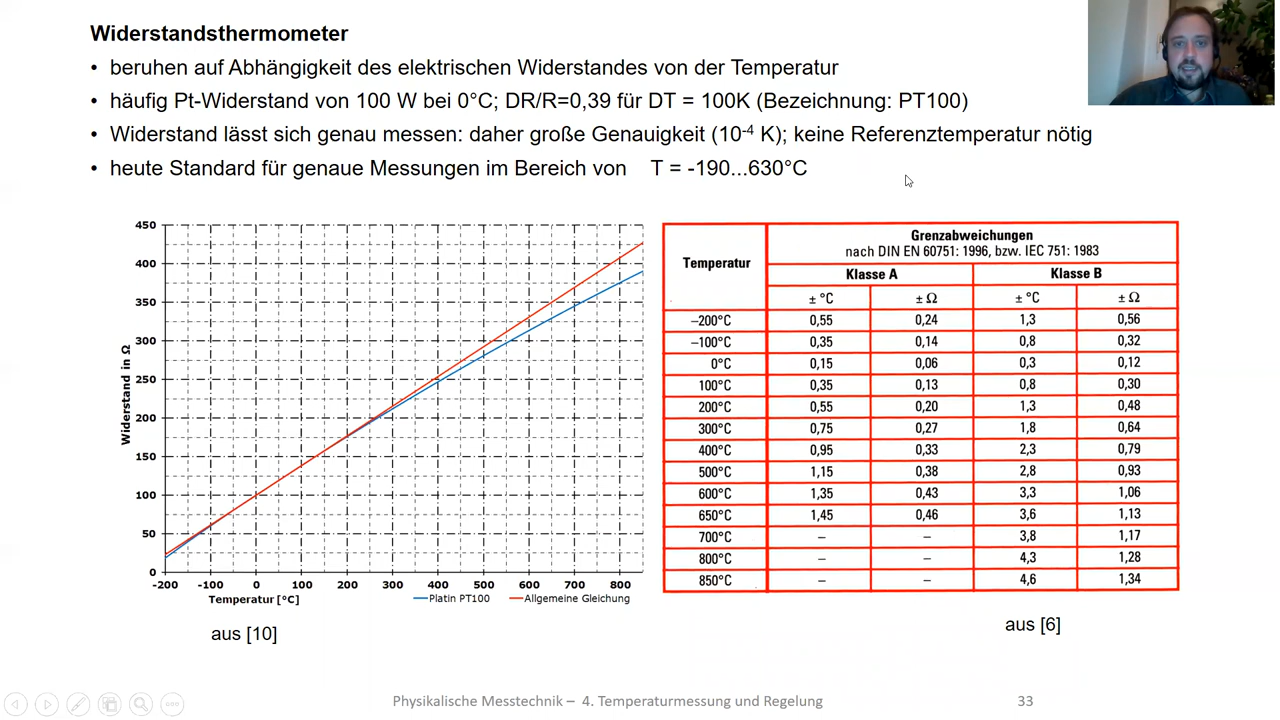 Widerstandsthermometer
• beruhen auf Abhängigkeit des elektrischen Widerstandes von der Temperatur
• häufig Pt-Widerstand von 100 W bei 0°C; DR/R=0,39 für DT = 100K (Bezeichnung: PT100)
• Widerstand lässt sich genau messen: daher große Genauigkeit (10⁻⁴ K); keine Referenztemperatur nötig
• heute Standard für genaue Messungen im Bereich von T = -190...630°C
Widerstand in Ω
450
400
350
300
250
200
150
100
50
0
-200 -100 0 100 200 300 400 500 600 700 800
Temperatur [°C]
Platin PT100 Allgemeine Gleichung
aus [10]
Temperatur
Grenzabweichungen
nach DIN EN 60751: 1996, bzw. IEC 751: 1983
Klasse A Klasse B
± °C ± Ω ± °C ± Ω
–200°C 0,55 0,24 1,3 0,56
–100°C 0,35 0,14 0,8 0,32
0°C 0,15 0,06 0,3 0,12
100°C 0,35 0,13 0,8 0,30
200°C 0,55 0,20 1,3 0,48
300°C 0,75 0,27 1,8 0,64
400°C 0,95 0,33 2,3 0,79
500°C 1,15 0,38 2,8 0,93
600°C 1,35 0,43 3,3 1,06
650°C 1,45 0,46 3,6 1,13
700°C – – 3,8 1,17
800°C – – 4,3 1,28
850°C – – 4,6 1,34
aus [6]
Physikalische Messtechnik – 4. Temperaturmessung und Regelung 33